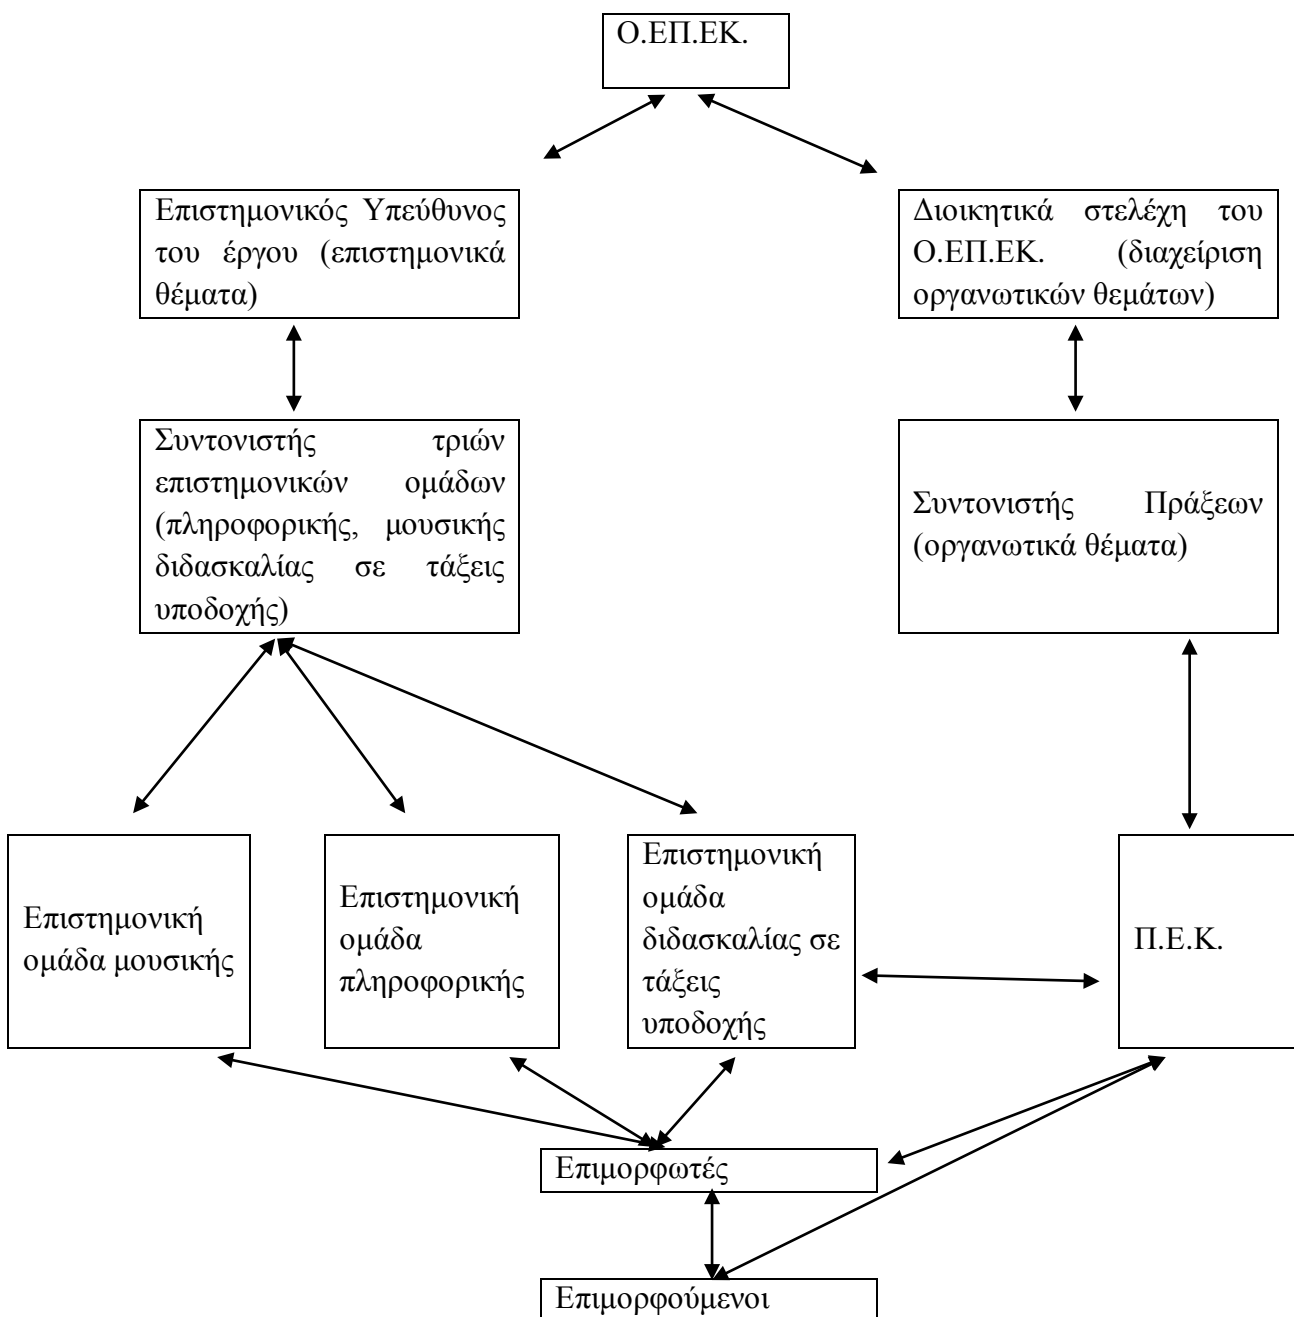 Ο.ΕΠ.ΕΚ.
Επιστημονικός Υπεύθυνος
του έργου (επιστημονικά
θέματα)
Διοικητικά στελέχη του
Ο.ΕΠ.ΕΚ. (διαχείριση
οργανωτικών θεμάτων)
Συντονιστής τριών
επιστημονικών ομάδων
(πληροφορικής, μουσικής
διδασκαλίας σε τάξεις
υποδοχής)
Συντονιστής Πράξεων
(οργανωτικά θέματα)
Επιστημονική
ομάδα μουσικής
Επιστημονική
ομάδα
πληροφορικής
Επιστημονική
ομάδα
διδασκαλίας σε
τάξεις
υποδοχής
Π.Ε.Κ.
Επιμορφωτές
Επιμορφούμενοι